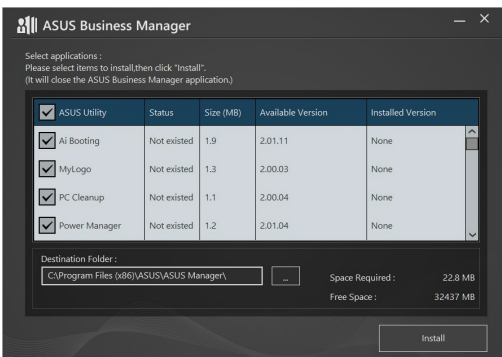 ASUS Business Manager
Select applications :
Please select items to install,then click "Install".
(It will close the ASUS Business Manager application.)
ASUS Utility Status Size (MB) Available Version Installed Version
Ai Booting Not existed 1.9 2.01.11 None
MyLogo Not existed 1.3 2.00.03 None
PC Cleanup Not existed 1.1 2.00.04 None
Power Manager Not existed 1.2 2.01.04 None
Destination Folder :
C:\Program Files (x86)\ASUS\ASUS Manager\ ... Space Required : 22.8 MB
Free Space : 32437 MB
Install